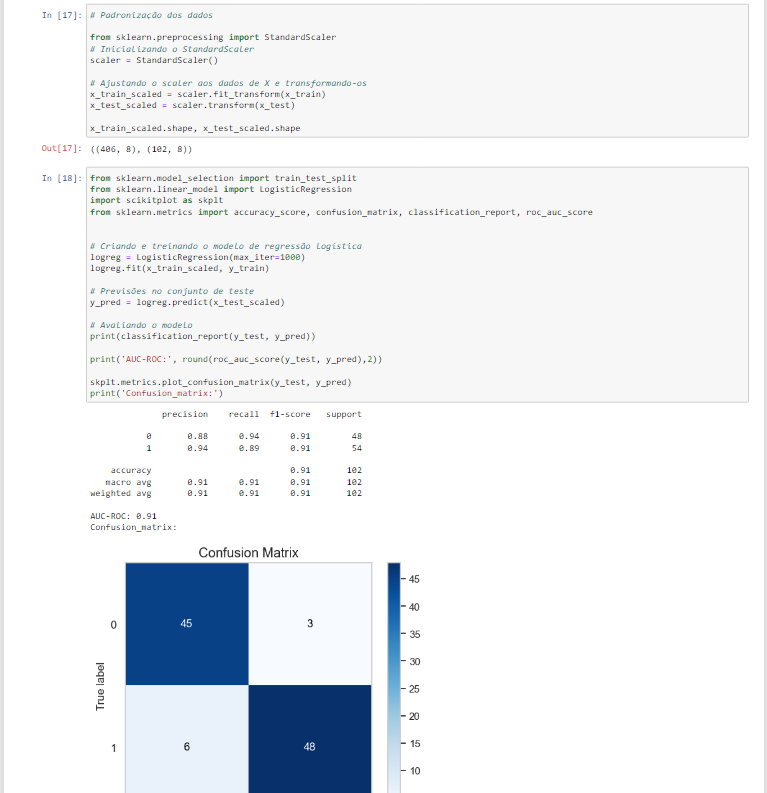 In [17]: # Padronização dos dados
from sklearn.preprocessing import StandardScaler
# Inicializando o StandardScaler
scaler = StandardScaler()
# Ajustando o scaler aos dados de X e transformando-os
x_train_scaled = scaler.fit_transform(x_train)
x_test_scaled = scaler.transform(x_test)
x_train_scaled.shape, x_test_scaled.shape
Out[17]: ((406, 8), (102, 8))
In [18]: from sklearn.model_selection import train_test_split
from sklearn.linear_model import LogisticRegression
import scikitplot as skplt
from sklearn.metrics import accuracy_score, confusion_matrix, classification_report, roc_auc_score
# Criando e treinando o modelo de regressão logística
logreg = LogisticRegression(max_iter=1000)
logreg.fit(x_train_scaled, y_train)
# Previsões no conjunto de teste
y_pred = logreg.predict(x_test_scaled)
# Avaliando o modelo
print(classification_report(y_test, y_pred))
print('AUC-ROC:', round(roc_auc_score(y_test, y_pred),2))
skplt.metrics.plot_confusion_matrix(y_test, y_pred)
print('Confusion_matrix:')
precision recall f1-score support
0 0.88 0.94 0.91 48
1 0.94 0.89 0.91 54
accuracy 0.91 102
macro avg 0.91 0.91 0.91 102
weighted avg 0.91 0.91 0.91 102
AUC-ROC: 0.91
Confusion_matrix:
Confusion Matrix
45
40
0 45 3
35
30
True label
25
20
1 6 48
15
10